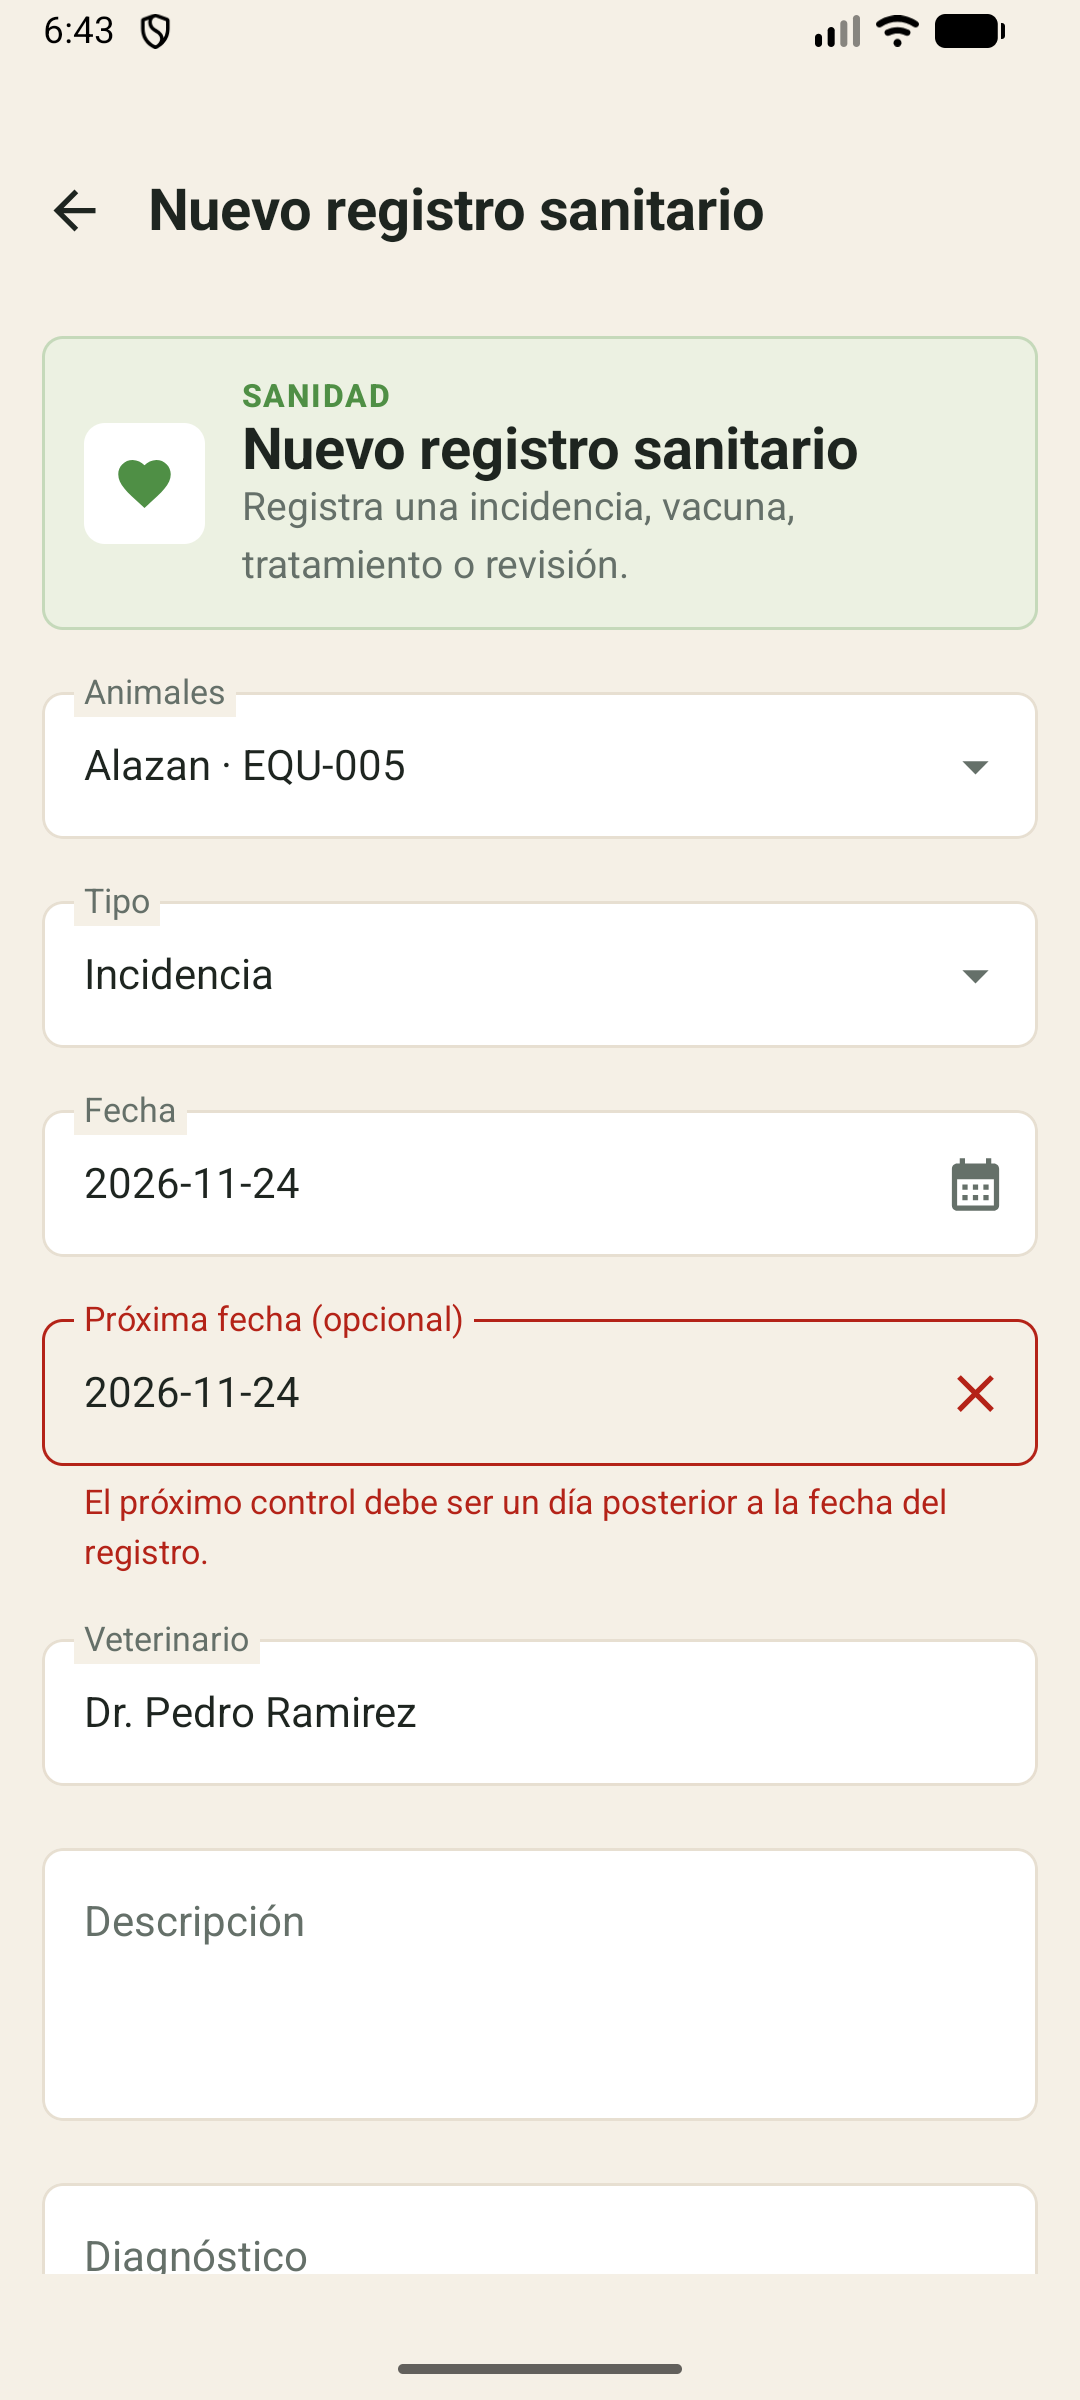 6:43
Nuevo registro sanitario
SANIDAD
Nuevo registro sanitario
Registra una incidencia, vacuna,
tratamiento o revisión.
Animales
Alazan · EQU-005
Tipo
Incidencia
Fecha
2026-11-24
Próxima fecha (opcional)
2026-11-24
El próximo control debe ser un día posterior a la fecha del
registro.
Veterinario
Dr. Pedro Ramirez
Descripción
Diagnóstico